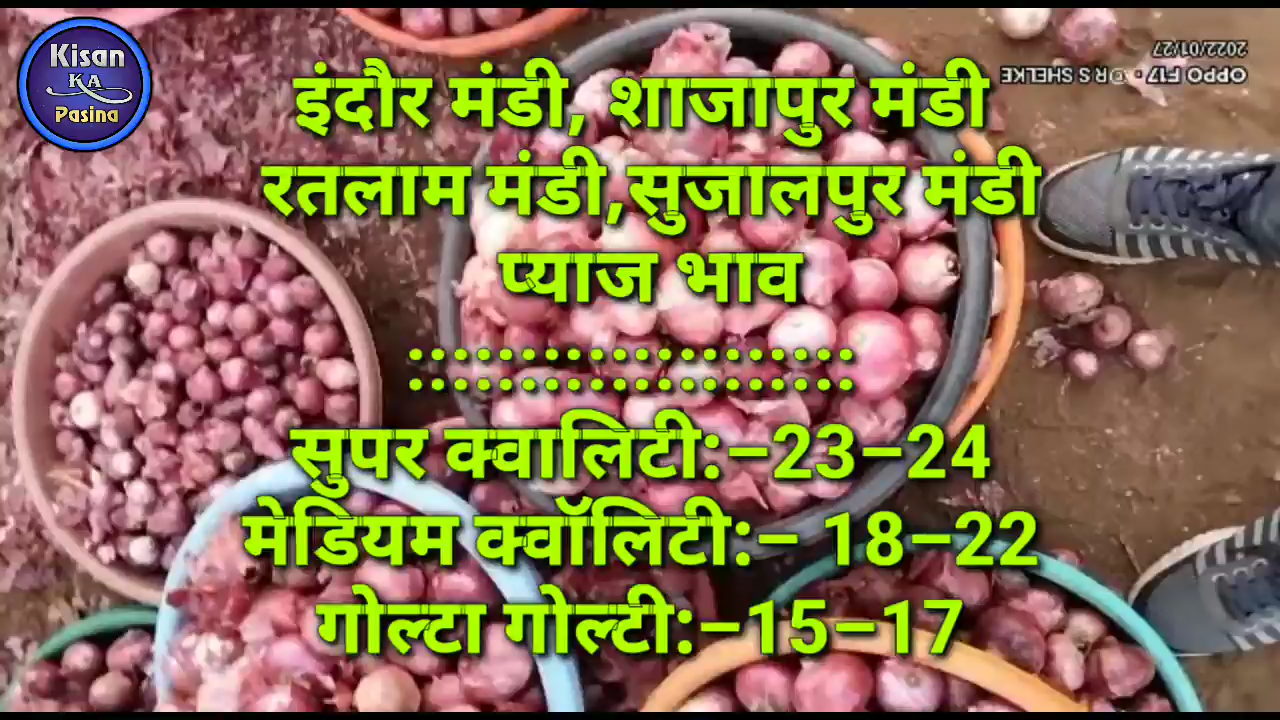 Kisan
KA
Pasina
2022/01/27
OPPO F17 · © R S SHELKE
इंदौर मंडी, शाजापुर मंडी
रतलाम मंडी,सुजालपुर मंडी
प्याज भाव
::::::::::::::::::::
सुपर क्वालिटी:–23–24
मेडियम क्वॉलिटी:– 18–22
गोल्टा गोल्टी:–15–17